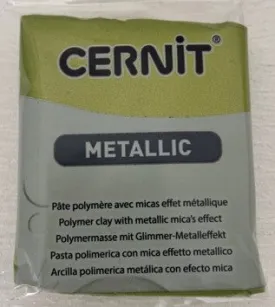 CERNiT®
METALLIC
Pâte polymère avec micas effet métallique
Polymer clay with metallic mica's effect
Polymermasse mit Glimmer-Metalleffekt
Pasta polimerica con mica effetto metallico
Arcilla polimerica metálica con efecto mica